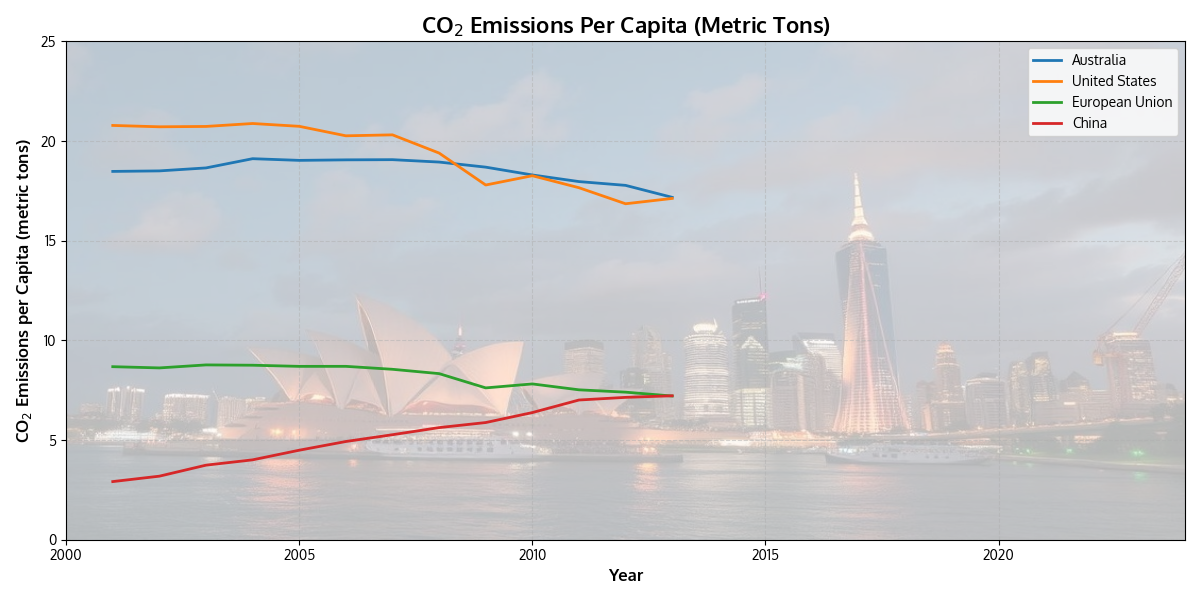 CO₂ Emissions Per Capita (Metric Tons)
Australia
United States
European Union
China
CO₂ Emissions per Capita (metric tons)
25
20
15
10
5
0
2000 2005 2010 2015 2020
Year